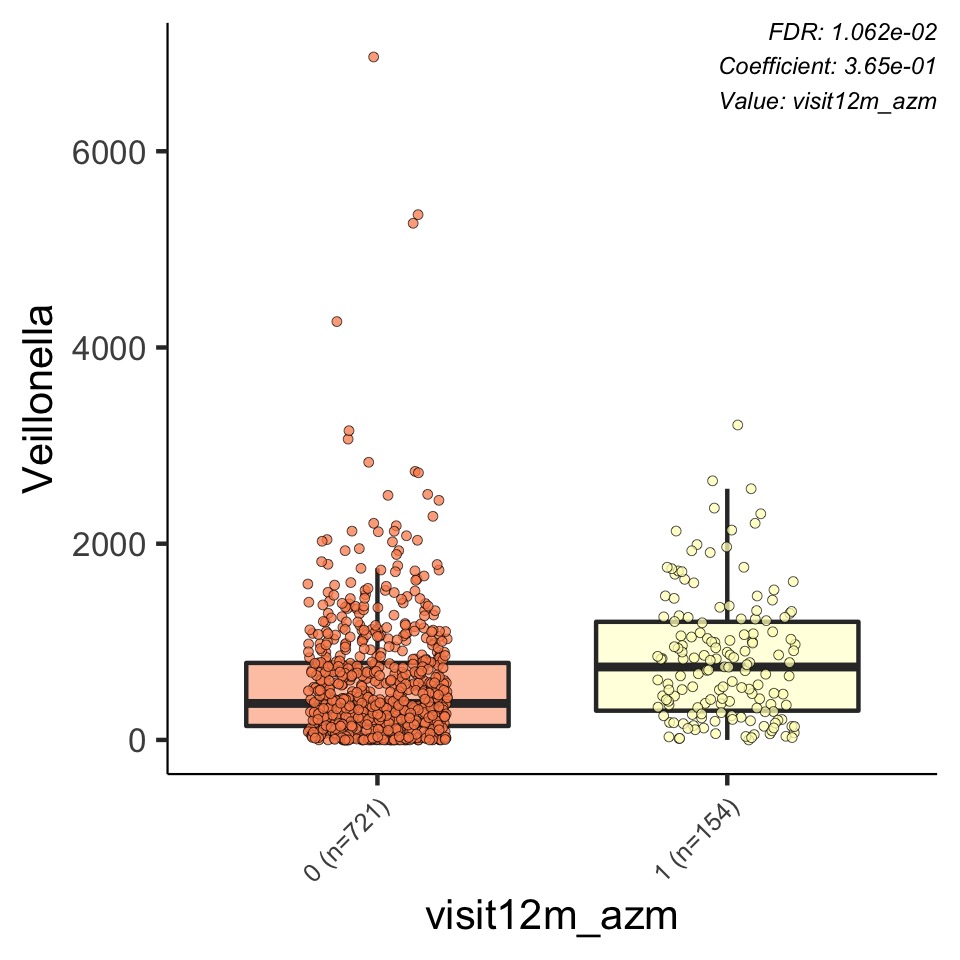 FDR: 1.062e-02
Coefficient: 3.65e-01
Value: visit12m_azm
Veillonella
6000
4000
2000
0
0 (n=721)
1 (n=154)
visit12m_azm